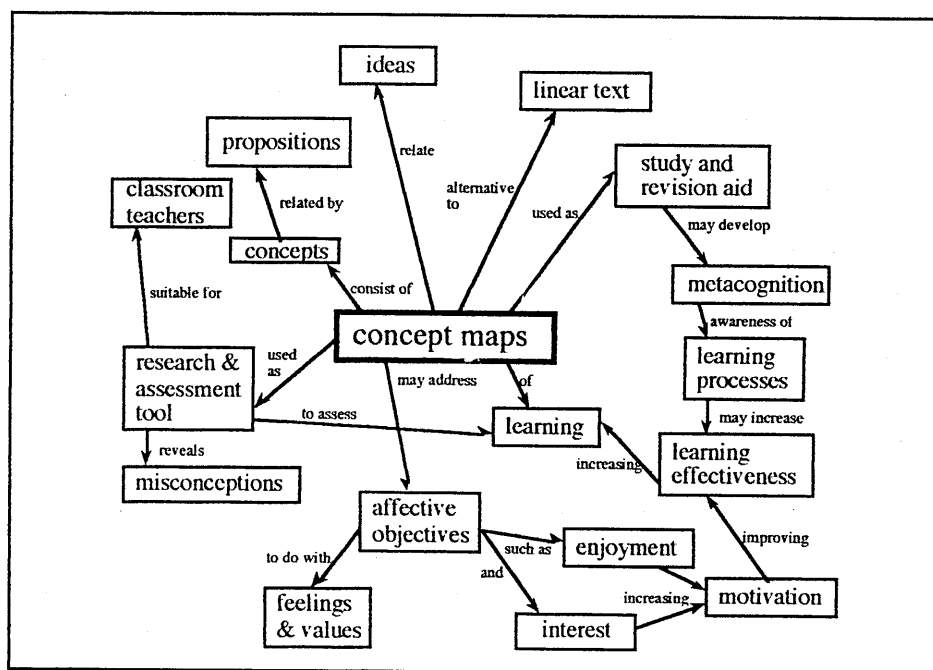 ideas
linear text
propositions
relate
study and
revision aid
alternative
to
used as
classroom
teachers
related by
may develop
concepts
metacognition
suitable for
consist of
awareness of
concept maps
learning
processes
research &
assessment
tool
used
as
may address
of
to assess
learning
may increase
reveals
increasing
learning
effectiveness
misconceptions
affective
objectives
improving
to do with
such as
enjoyment
and
feelings
& values
interest
increasing
motivation